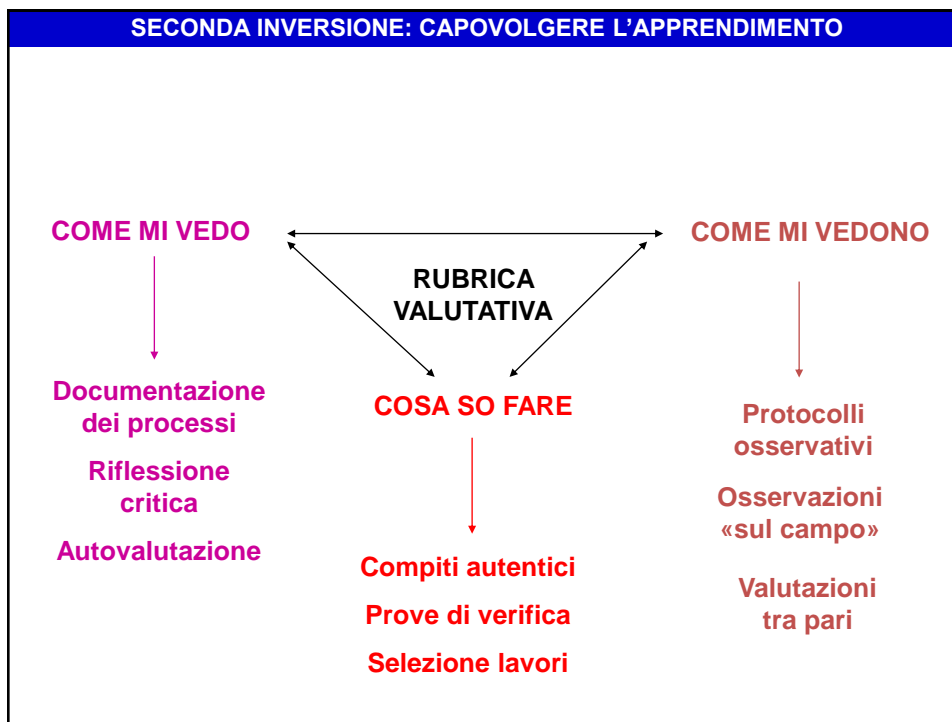 SECONDA INVERSIONE: CAPOVOLGERE L'APPRENDIMENTO
COME MI VEDO
COME MI VEDONO
RUBRICA
VALUTATIVA
Documentazione
dei processi
Riflessione
critica
Autovalutazione
COSA SO FARE
Compiti autentici
Prove di verifica
Selezione lavori
Protocolli
osservativi
Osservazioni
«sul campo»
Valutazioni
tra pari